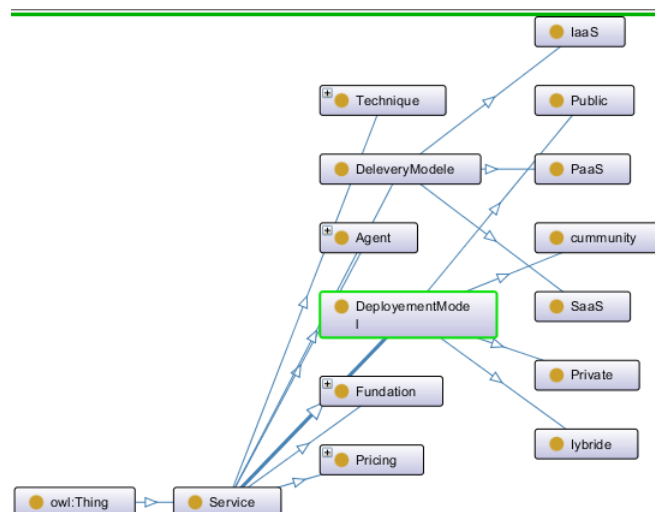 IaaS
Technique
Public
DeleveryModele
PaaS
Agent
cummunity
DeployementMode
l
SaaS
Private
Fundation
lybride
Pricing
owl:Thing
Service